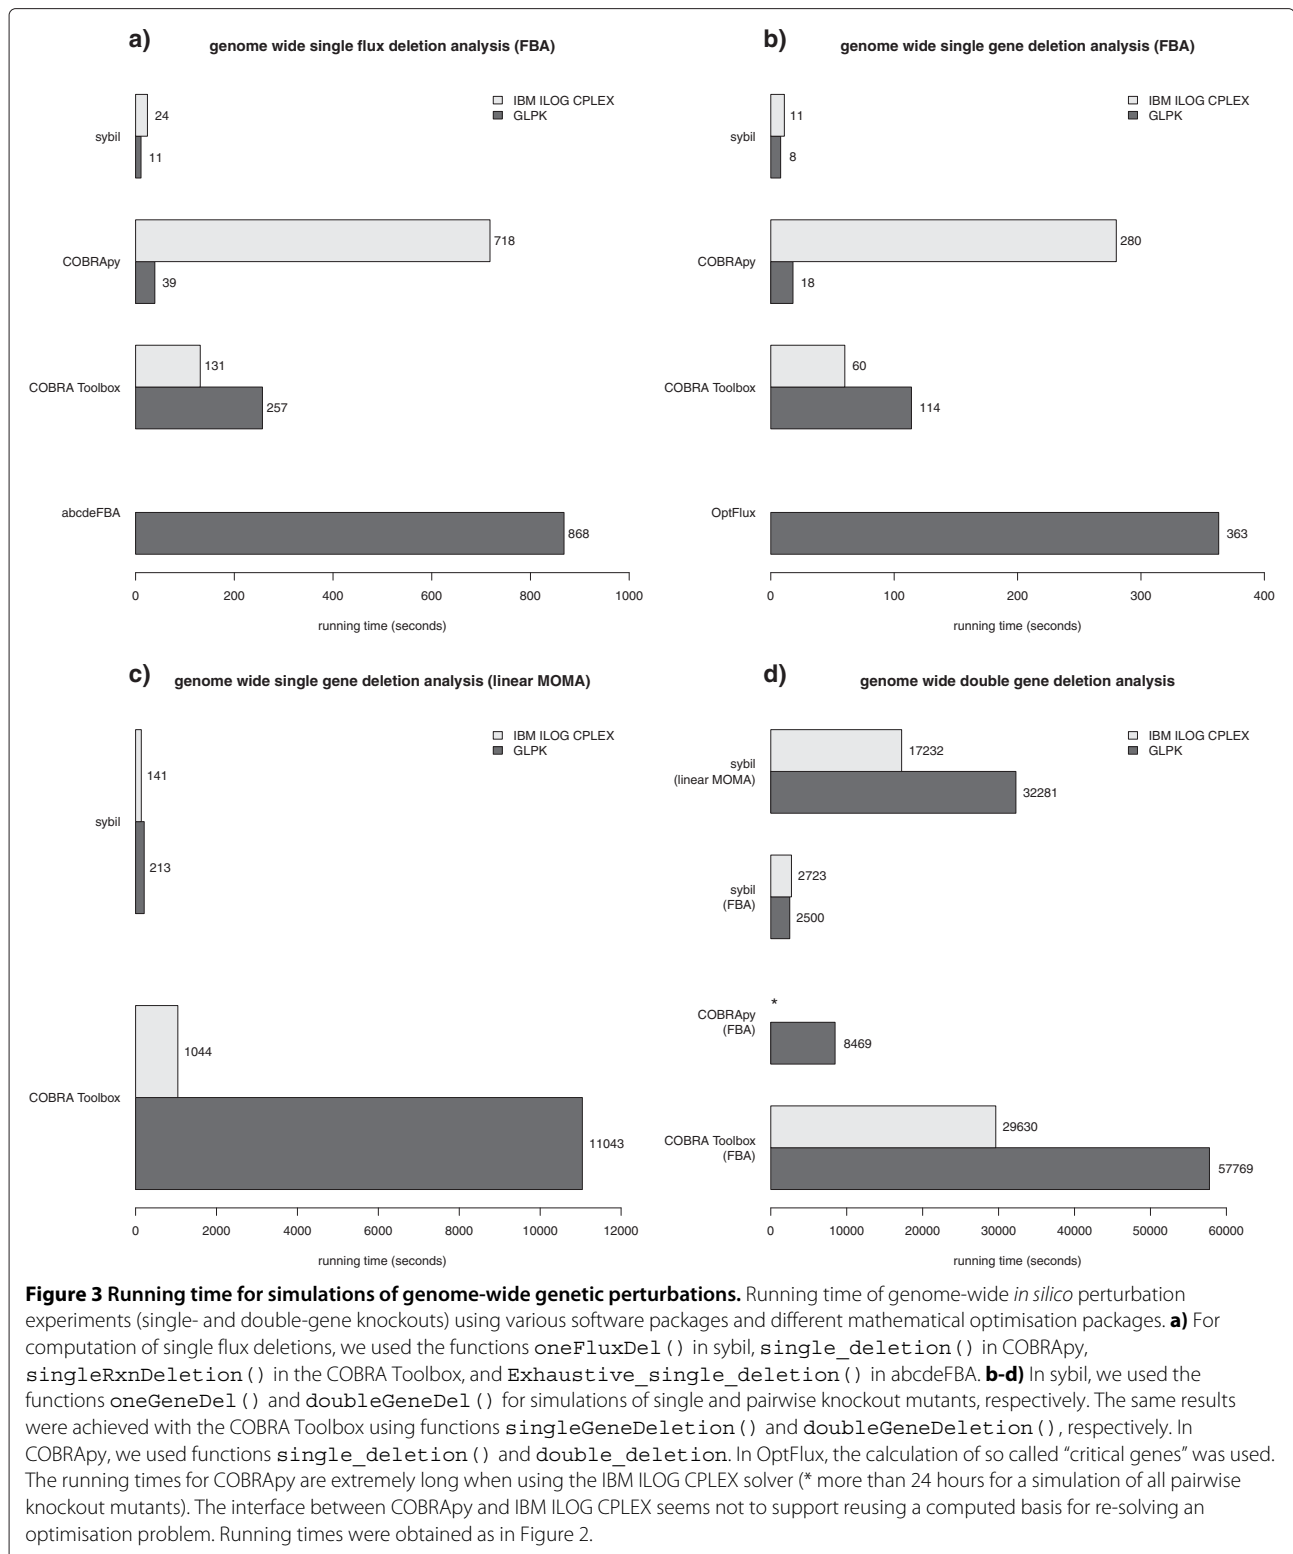 a)
genome wide single flux deletion analysis (FBA)
IBM ILOG CPLEX
GLPK
sybil
24
11
COBRApy
718
39
COBRA Toolbox
131
257
abcdeFBA
868
0 200 400 600 800 1000
running time (seconds)
b)
genome wide single gene deletion analysis (FBA)
IBM ILOG CPLEX
GLPK
sybil
11
8
COBRApy
280
18
COBRA Toolbox
60
114
OptFlux
363
0 100 200 300 400
running time (seconds)
c)
genome wide single gene deletion analysis (linear MOMA)
IBM ILOG CPLEX
GLPK
sybil
141
213
COBRA Toolbox
1044
11043
0 2000 4000 6000 8000 10000 12000
running time (seconds)
d)
genome wide double gene deletion analysis
IBM ILOG CPLEX
GLPK
sybil
(linear MOMA)
17232
32281
sybil
(FBA)
2723
2500
COBRApy
(FBA)
*
8469
COBRA Toolbox
(FBA)
29630
57769
0 10000 20000 30000 40000 50000 60000
running time (seconds)
Figure 3 Running time for simulations of genome-wide genetic perturbations. Running time of genome-wide in silico perturbation
experiments (single- and double-gene knockouts) using various software packages and different mathematical optimisation packages. a) For
computation of single flux deletions, we used the functions oneFluxDel() in sybil, single_deletion() in COBRApy,
singleRxnDeletion() in the COBRA Toolbox, and Exhaustive_single_deletion() in abcdeFBA. b-d) In sybil, we used the
functions oneGeneDel() and doubleGeneDel() for simulations of single and pairwise knockout mutants, respectively. The same results
were achieved with the COBRA Toolbox using functions singleGeneDeletion() and doubleGeneDeletion(), respectively. In
COBRApy, we used functions single_deletion() and double_deletion. In OptFlux, the calculation of so called “critical genes” was used.
The running times for COBRApy are extremely long when using the IBM ILOG CPLEX solver (* more than 24 hours for a simulation of all pairwise
knockout mutants). The interface between COBRApy and IBM ILOG CPLEX seems not to support reusing a computed basis for re-solving an
optimisation problem. Running times were obtained as in Figure 2.